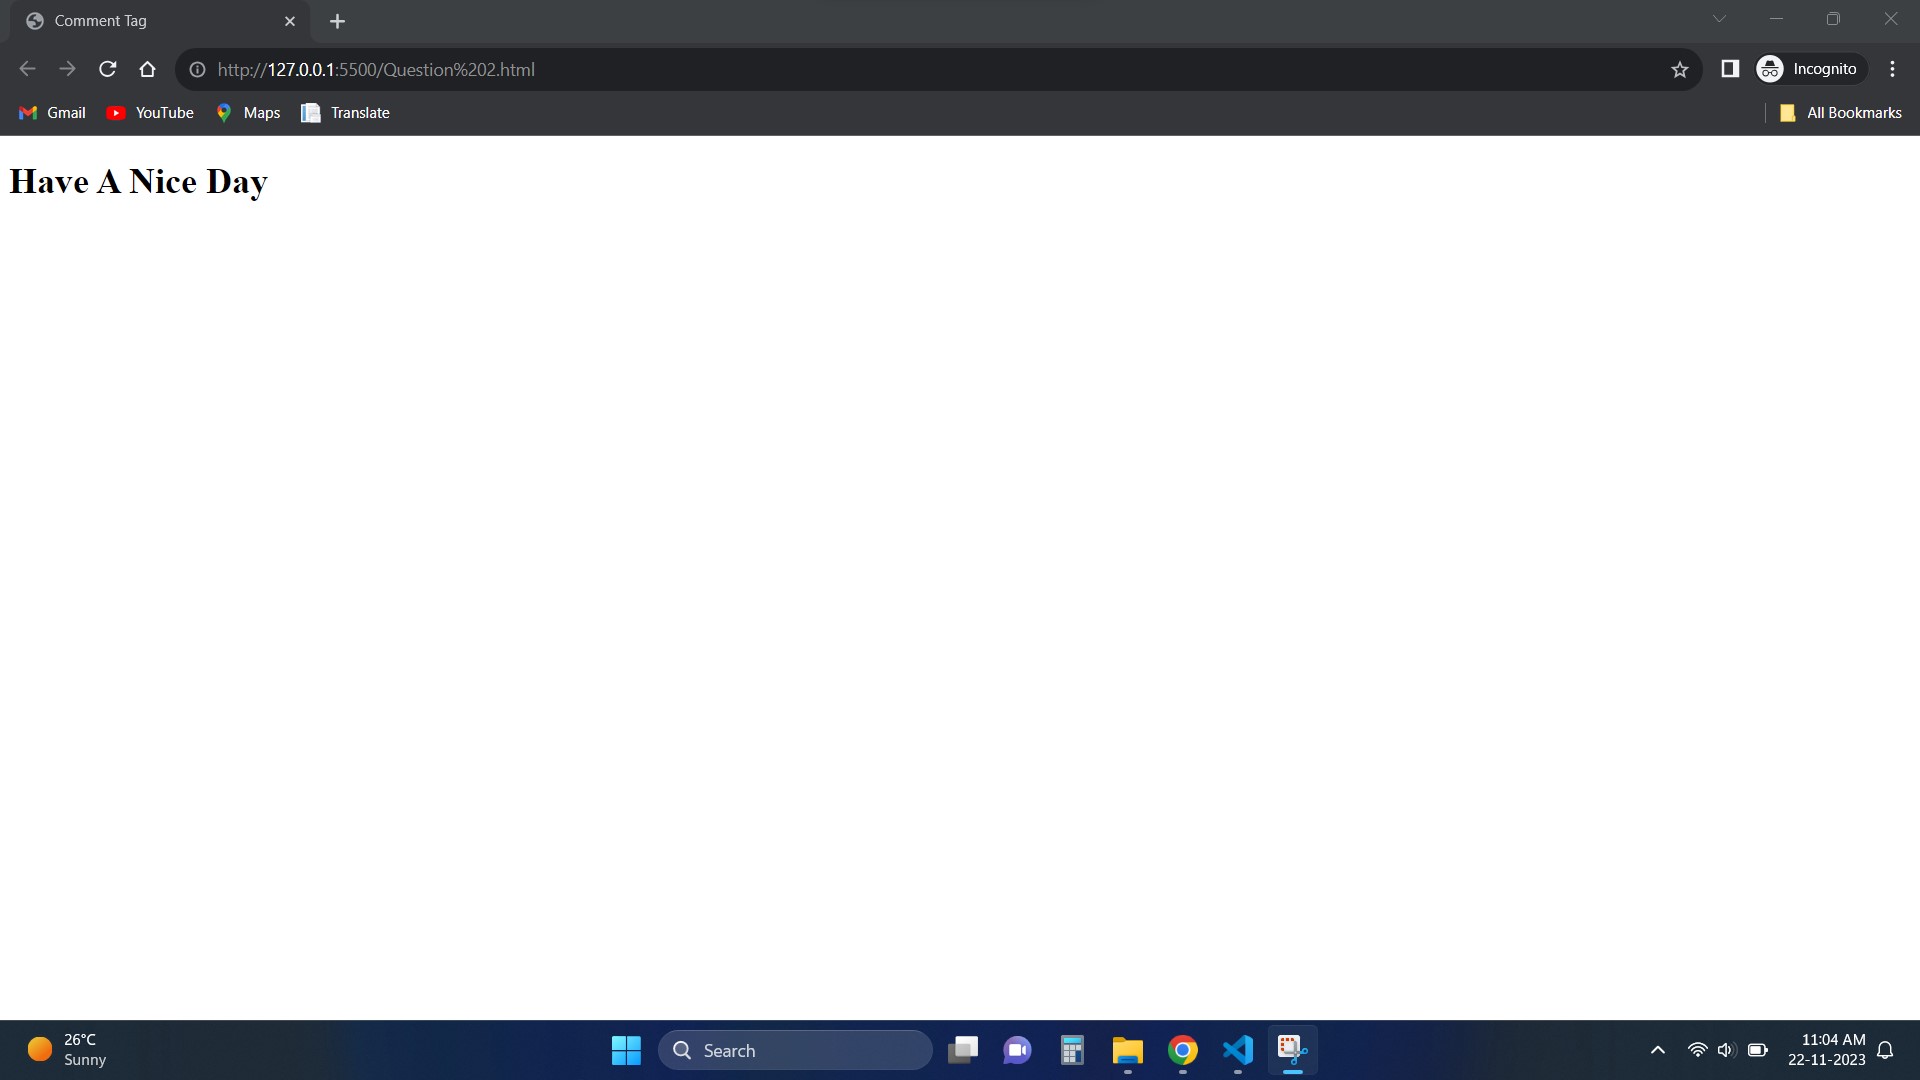 Comment Tag
http://127.0.0.1:5500/Question%202.html
Incognito
Gmail YouTube Maps Translate All Bookmarks
Have A Nice Day
26°C
Sunny
Search
11:04 AM
22-11-2023